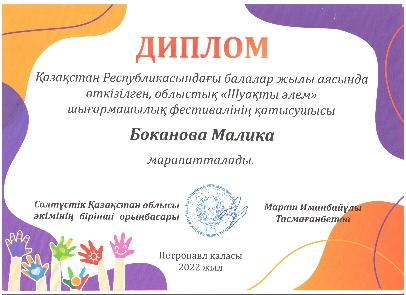 ДИПЛОМ
Қазақстан Республикасындағы балалар жылы аясында
өткізілген, облыстық «Шуақты әлем»
шығармашылық фестивалінің қатысушысы
Боканова Малика
марапатталады.
Солтүстік Қазақстан облысы
әкімінің бірінші орынбасары
Марат Иманбайұлы
Тасмағанбетов
Петропавл қаласы
2022 жыл